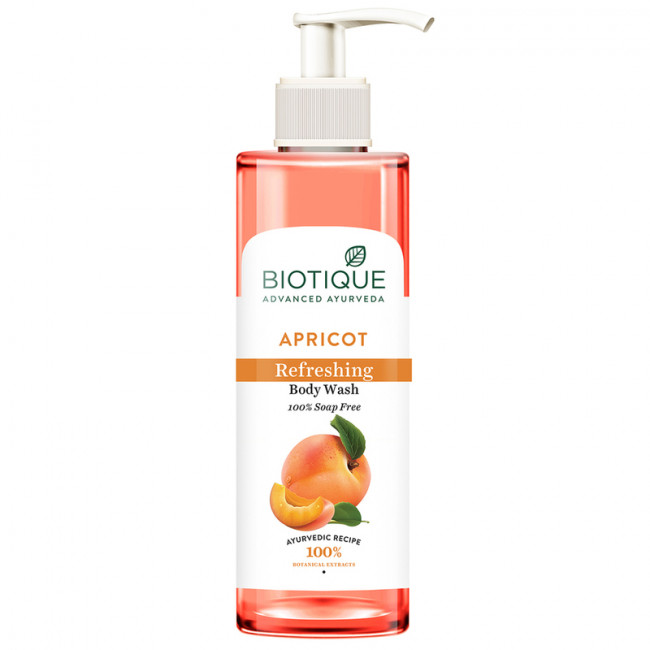 BIOTIQUE
ADVANCED AYURVEDA
APRICOT
Refreshing
Body Wash
100% Soap Free
AYURVEDIC RECIPE
100%
BOTANICAL EXTRACTS